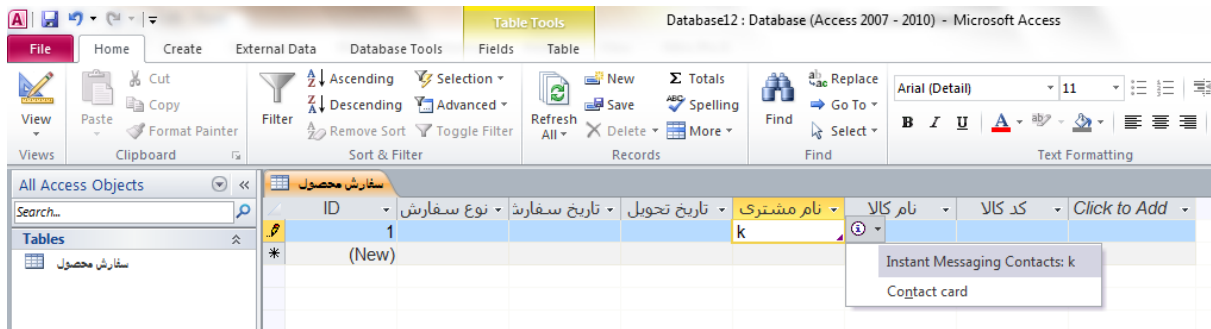 Table Tools Database12 : Database (Access 2007 - 2010) - Microsoft Access
File Home Create External Data Database Tools Fields Table
View
Paste
Cut
Copy
Format Painter
Filter
Ascending
Descending
Remove Sort
Selection
Advanced
Toggle Filter
Refresh All
New
Save
Delete
Totals
Spelling
More
Find
Replace
Go To
Select
Arial (Detail) 11
B I U A
Views Clipboard Sort & Filter Records Find Text Formatting
All Access Objects
Search...
Tables
سفارش محصول
سفارش محصول
ID نوع سفارش تاریخ سفارش تاریخ تحویل نام مشتری نام کالا کد کالا Click to Add
1 k
(New)
Instant Messaging Contacts: k
Contact card